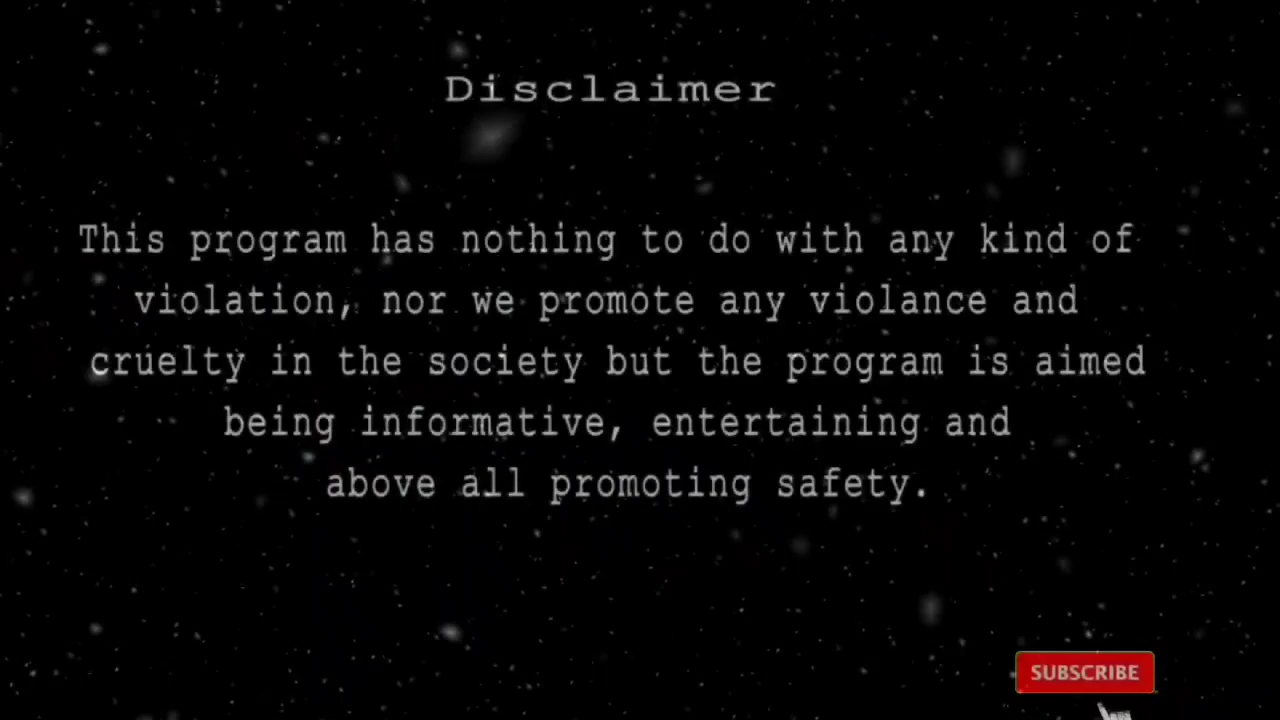 Disclaimer
This program has nothing to do with any kind of
violation, nor we promote any violance and
cruelty in the society but the program is aimed
being informative, entertaining and
above all promoting safety.
SUBSCRIBE